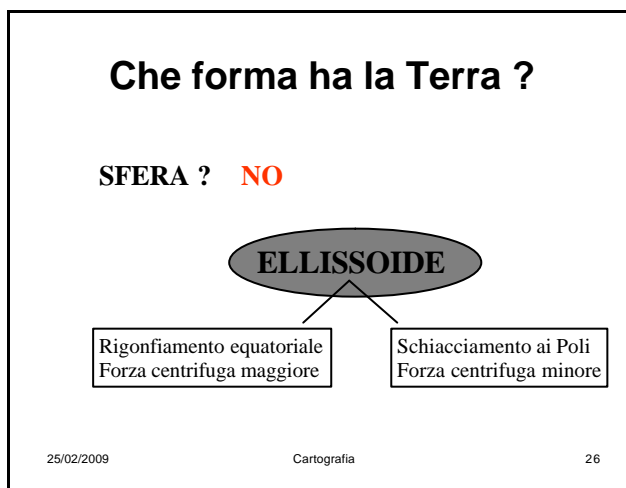 Che forma ha la Terra ?
SFERA ? NO
ELLISSOIDE
Rigonfiamento equatoriale
Forza centrifuga maggiore
Schiacciamento ai Poli
Forza centrifuga minore
25/02/2009 Cartografia 26